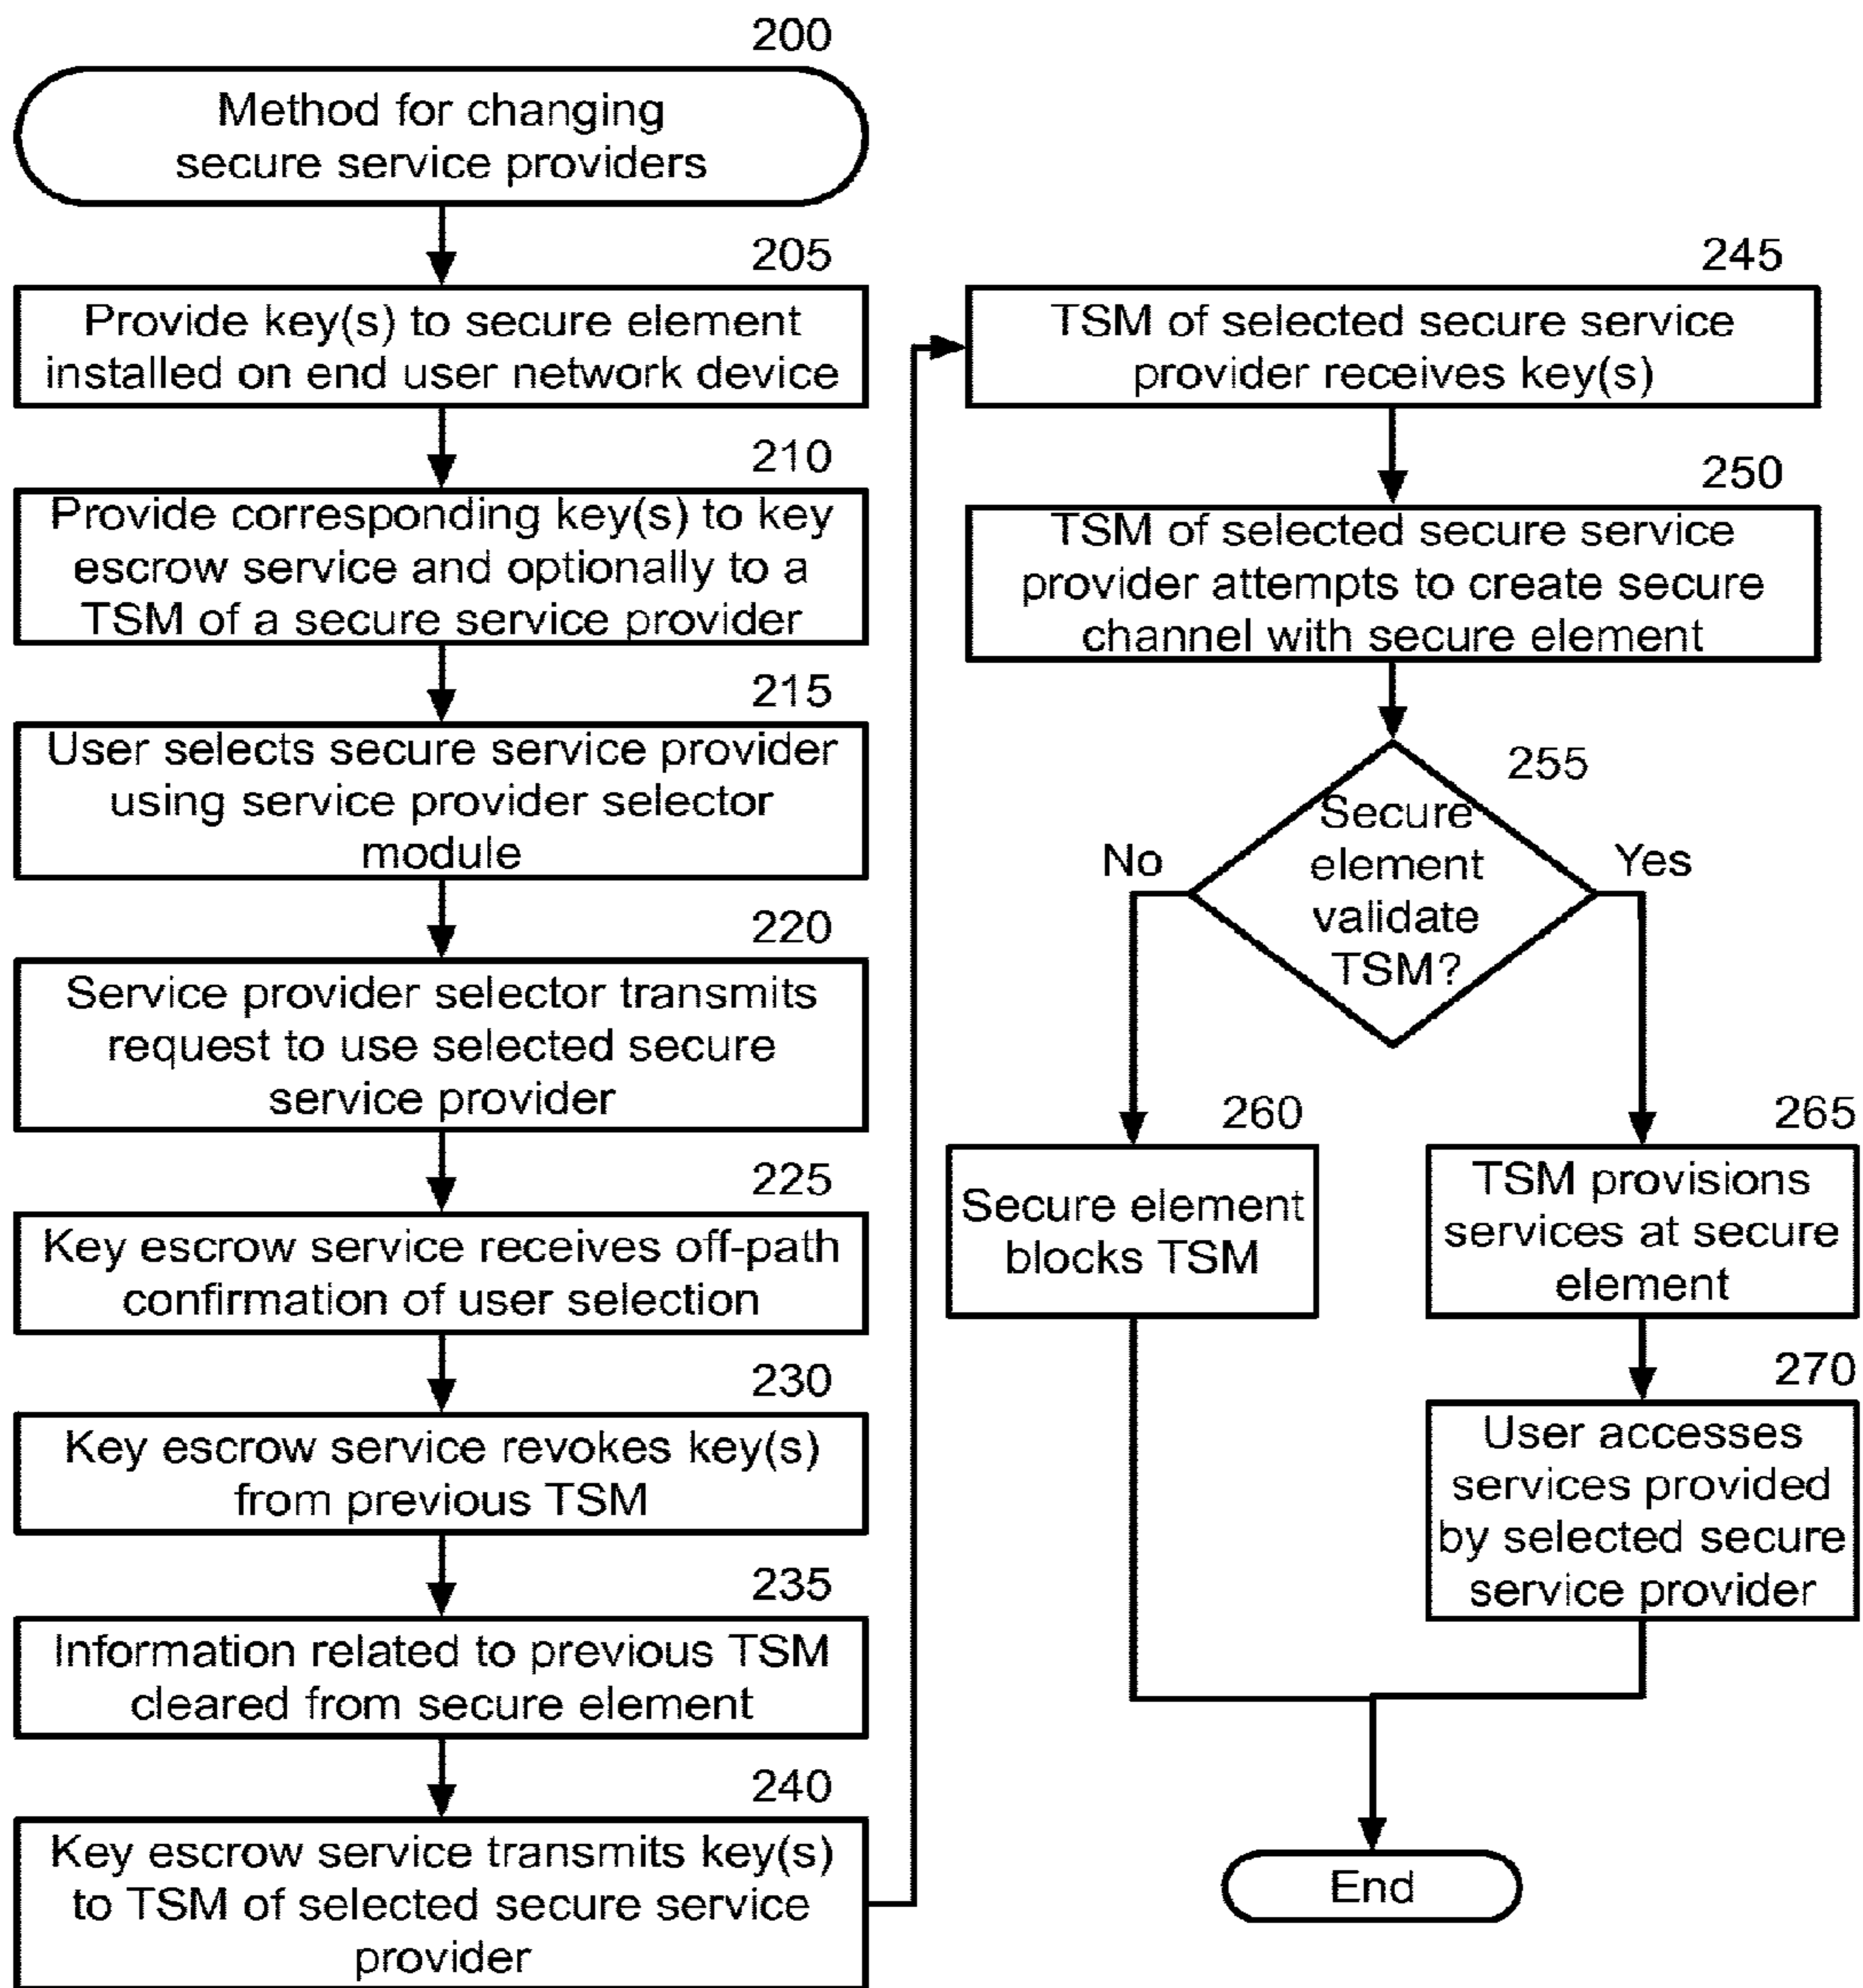 200
Method for changing
secure service providers
205
Provide key(s) to secure element
installed on end user network device
210
Provide corresponding key(s) to key
escrow service and optionally to a
TSM of a secure service provider
215
User selects secure service provider
using service provider selector
module
220
Service provider selector transmits
request to use selected secure
service provider
225
Key escrow service receives off-path
confirmation of user selection
230
Key escrow service revokes key(s)
from previous TSM
235
Information related to previous TSM
cleared from secure element
240
Key escrow service transmits key(s)
to TSM of selected secure service
provider
245
TSM of selected secure service
provider receives key(s)
250
TSM of selected secure service
provider attempts to create secure
channel with secure element
255
Secure
element
validate
TSM?
No
Yes
260
Secure element
blocks TSM
265
TSM provisions
services at secure
element
270
User accesses
services provided
by selected secure
service provider
End